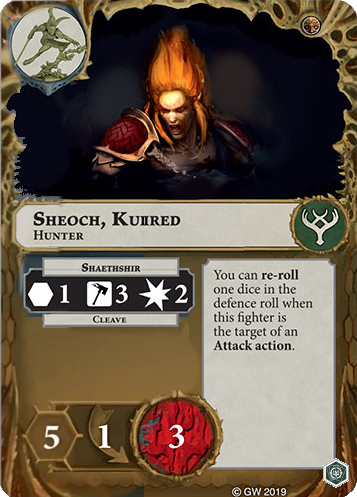 Sheoch, Kurred
Hunter
Shaethshir
1 3 2
Cleave
You can re-roll
one dice in the
defence roll when
this fighter is
the target of an
Attack action.
5 1 3
© GW 2019